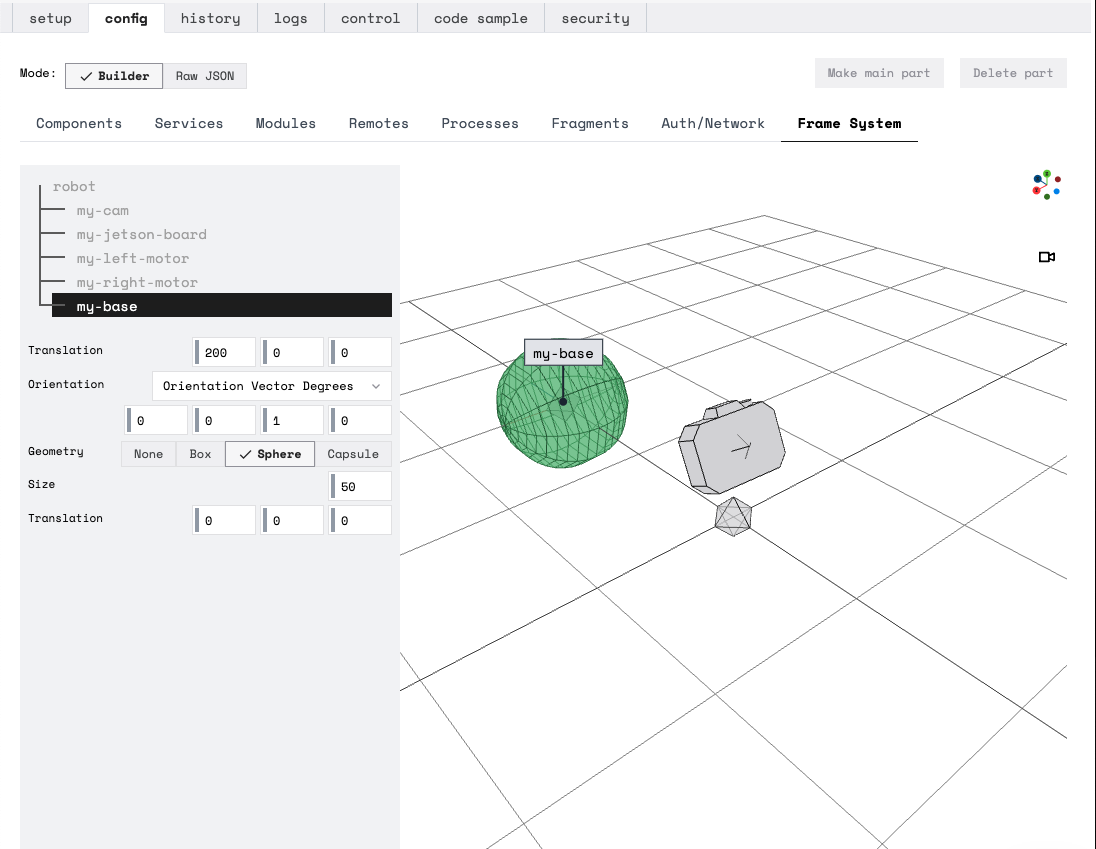 setup config history logs control code sample security
Mode: Builder Raw JSON Make main part Delete part
Components Services Modules Remotes Processes Fragments Auth/Network Frame System
robot
my-cam
my-jetson-board
my-left-motor
my-right-motor
my-base
Translation 200 0 0
Orientation Orientation Vector Degrees
0 0 1 0
Geometry None Box Sphere Capsule
Size 50
Translation 0 0 0
my-base